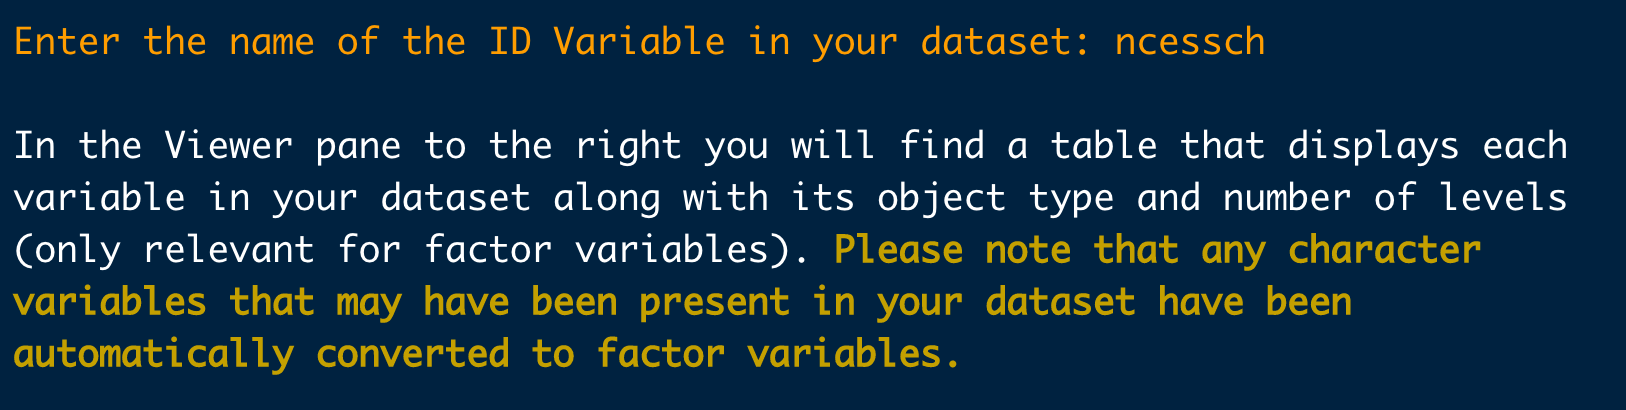 Enter the name of the ID Variable in your dataset: ncessch
In the Viewer pane to the right you will find a table that displays each
variable in your dataset along with its object type and number of levels
(only relevant for factor variables). Please note that any character
variables that may have been present in your dataset have been
automatically converted to factor variables.